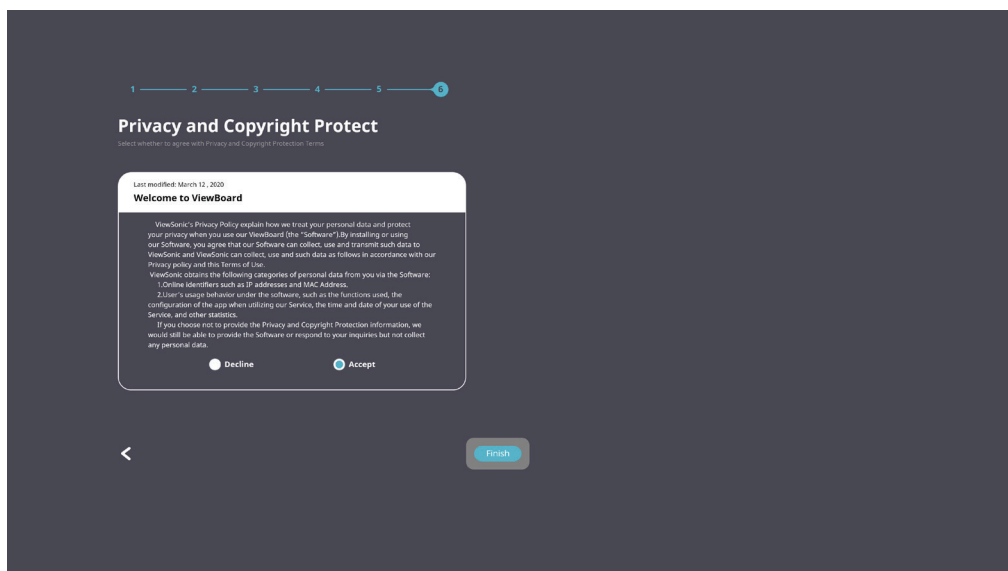 1 2 3 4 5 6
Privacy and Copyright Protect
Select whether to agree with Privacy and Copyright Protection Terms
Last modified: March 12 , 2020
Welcome to ViewBoard
ViewSonic's Privacy Policy explain how we treat your personal data and protect
your privacy when you use our ViewBoard (the "Software").By installing or using
our Software, you agree that our Software can collect, use and transmit such data to
ViewSonic and ViewSonic can collect, use and such data as follows in accordance with our
Privacy policy and this Terms of Use.
ViewSonic obtains the following categories of personal data from you via the Software:
1.Online identifiers such as IP addresses and MAC Address.
2.User's usage behavior under the software, such as the functions used, the
configuration of the app when utilizing our Service, the time and date of your use of the
Service, and other statistics.
If you choose not to provide the Privacy and Copyright Protection information, we
would still be able to provide the Software or respond to your inquiries but not collect
any personal data.
Decline Accept
Finish